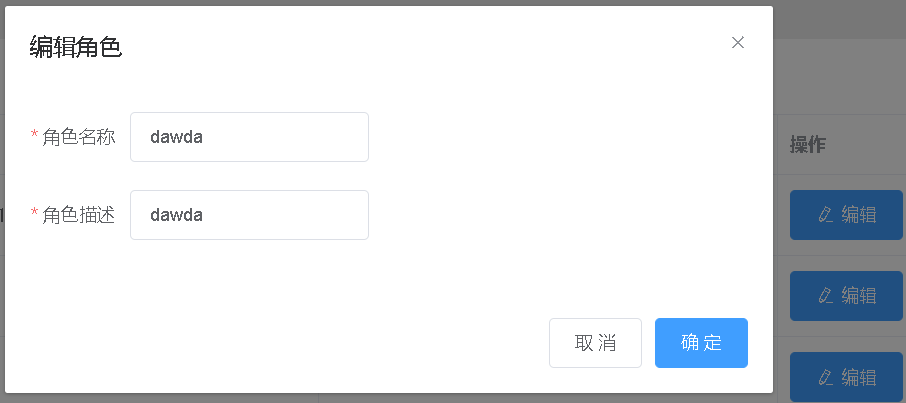 编辑角色
* 角色名称 dawda
* 角色描述 dawda
取 消 确 定
操作
编辑
编辑
编辑